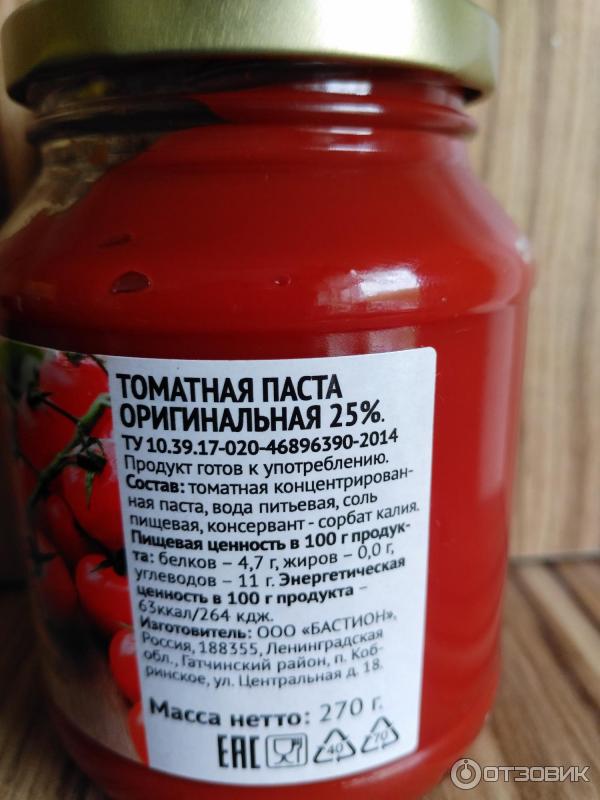 ТОМАТНАЯ ПАСТА
ОРИГИНАЛЬНАЯ 25%.
ТУ 10.39.17-020-46896390-2014
Продукт готов к употреблению.
Состав: томатная концентрирован-
ная паста, вода питьевая, соль
пищевая, консервант - сорбат калия.
Пищевая ценность в 100 г продук-
та: белков – 4,7 г, жиров – 0,0 г,
углеводов – 11 г. Энергетическая
ценность в 100 г продукта –
63ккал/264 кдж.
Изготовитель: ООО «БАСТИОН»,
Россия, 188355, Ленинградская
обл., Гатчинский район, п. Коб-
ринское, ул. Центральная д. 18.
Масса нетто: 270 г.
ЕАС 40 70
ОТЗОВИК